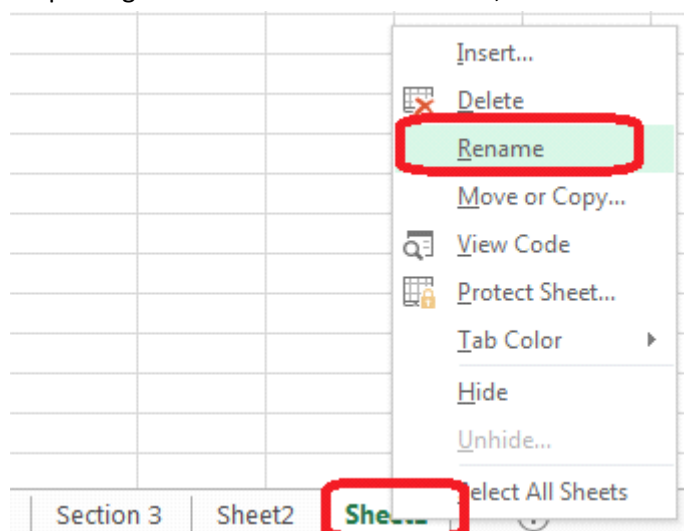 Insert...
Delete
Rename
Move or Copy...
View Code
Protect Sheet...
Tab Color
Hide
Unhide...
Select All Sheets
Section 3 Sheet2